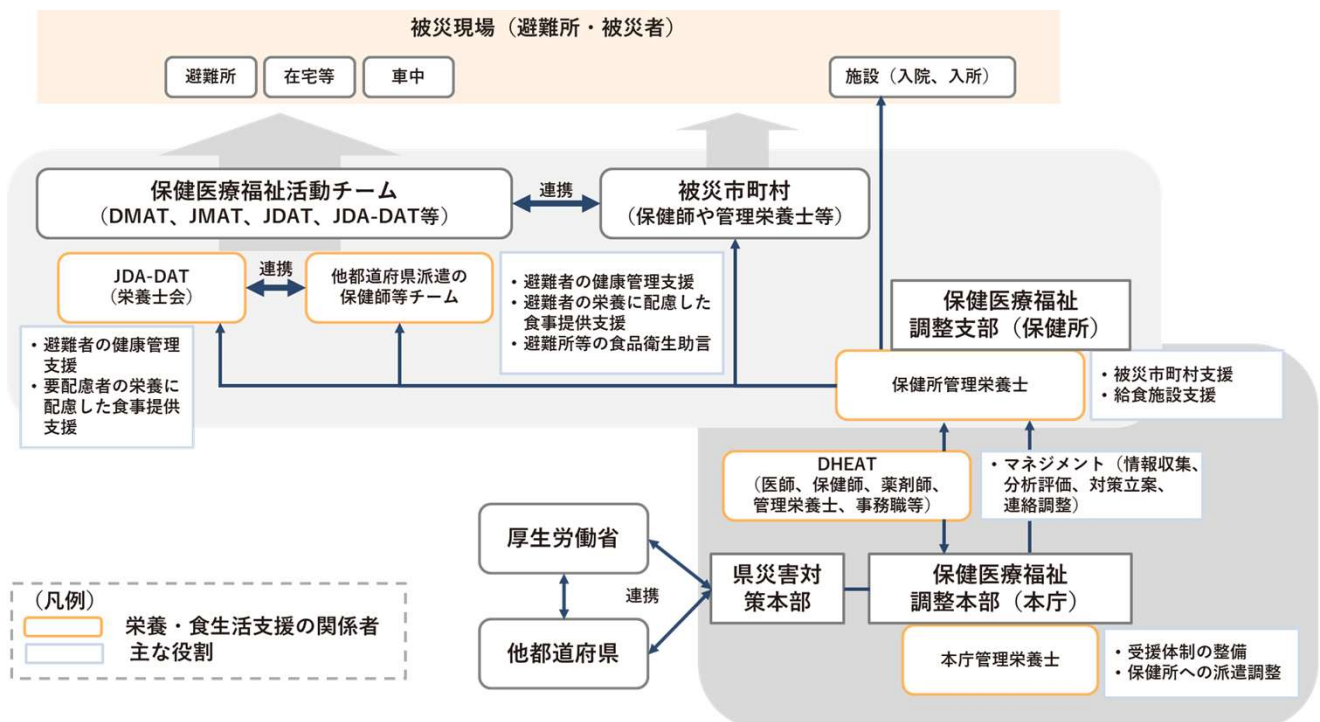 被災現場（避難所・被災者）
避難所
在宅等
車中
施設（入院、入所）
保健医療福祉活動チーム
（DMAT、JMAT、JDAT、JDA-DAT等）
連携
被災市町村
（保健師や管理栄養士等）
JDA-DAT
（栄養士会）
連携
他都道府県派遣の
保健師等チーム
・避難者の健康管理支援
・避難者の栄養に配慮した
食事提供支援
・避難所等の食品衛生助言
・避難者の健康管理
支援
・要配慮者の栄養に
配慮した食事提供
支援
保健医療福祉
調整支部（保健所）
保健所管理栄養士
・被災市町村支援
・給食施設支援
DHEAT
（医師、保健師、薬剤師、
管理栄養士、事務職等）
・マネジメント（情報収集、
分析評価、対策立案、
連絡調整）
厚生労働省
連携
他都道府県
県災害対
策本部
保健医療福祉
調整本部（本庁）
本庁管理栄養士
・受援体制の整備
・保健所への派遣調整
（凡例）
栄養・食生活支援の関係者
主な役割